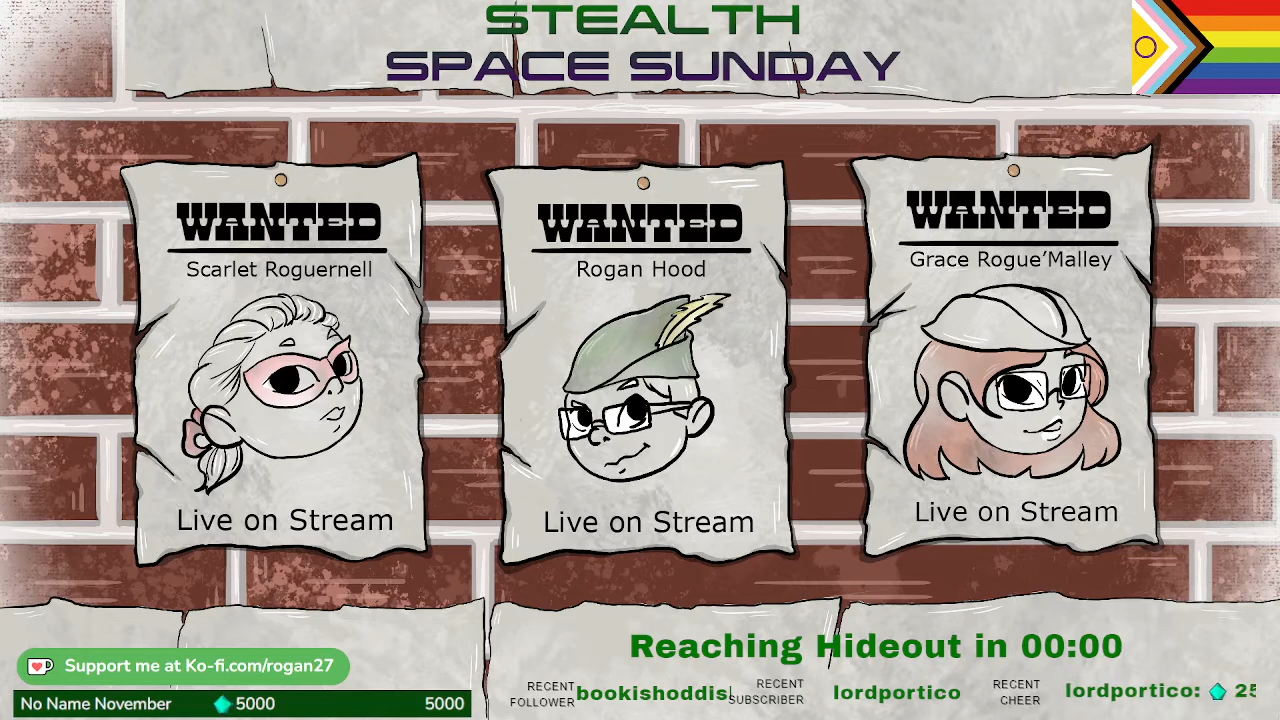 STEALTH
SPACE SUNDAY
WANTED
Scarlet Roguernell
Live on Stream
WANTED
Rogan Hood
Live on Stream
WANTED
Grace Rogue’Malley
Live on Stream
Reaching Hideout in 00:00
Support me at Ko-fi.com/rogan27
No Name November 5000 5000
RECENT FOLLOWER
bookishoddis
RECENT SUBSCRIBER
lordportico
RECENT CHEER
lordportico: 25